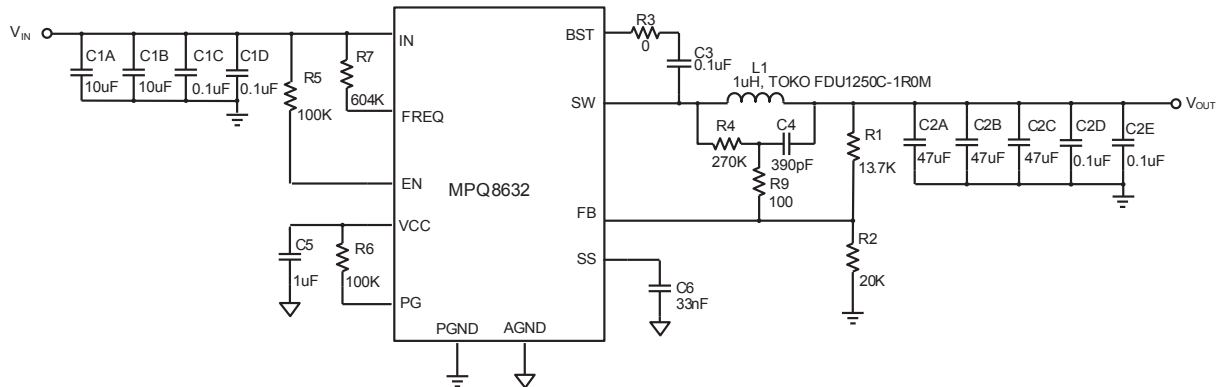 VIN
C1A
10uF
C1B
10uF
C1C
0.1uF
C1D
0.1uF
R5
100K
R7
604K
C5
1uF
R6
100K
IN
FREQ
EN
VCC
PG
MPQ8632
PGND
AGND
BST
SW
FB
SS
R3
0
C3
0.1uF
L1
1uH, TOKO FDU1250C-1R0M
R4
270K
C4
390pF
R9
100
R1
13.7K
R2
20K
C6
33nF
C2A
47uF
C2B
47uF
C2C
47uF
C2D
0.1uF
C2E
0.1uF
VOUT